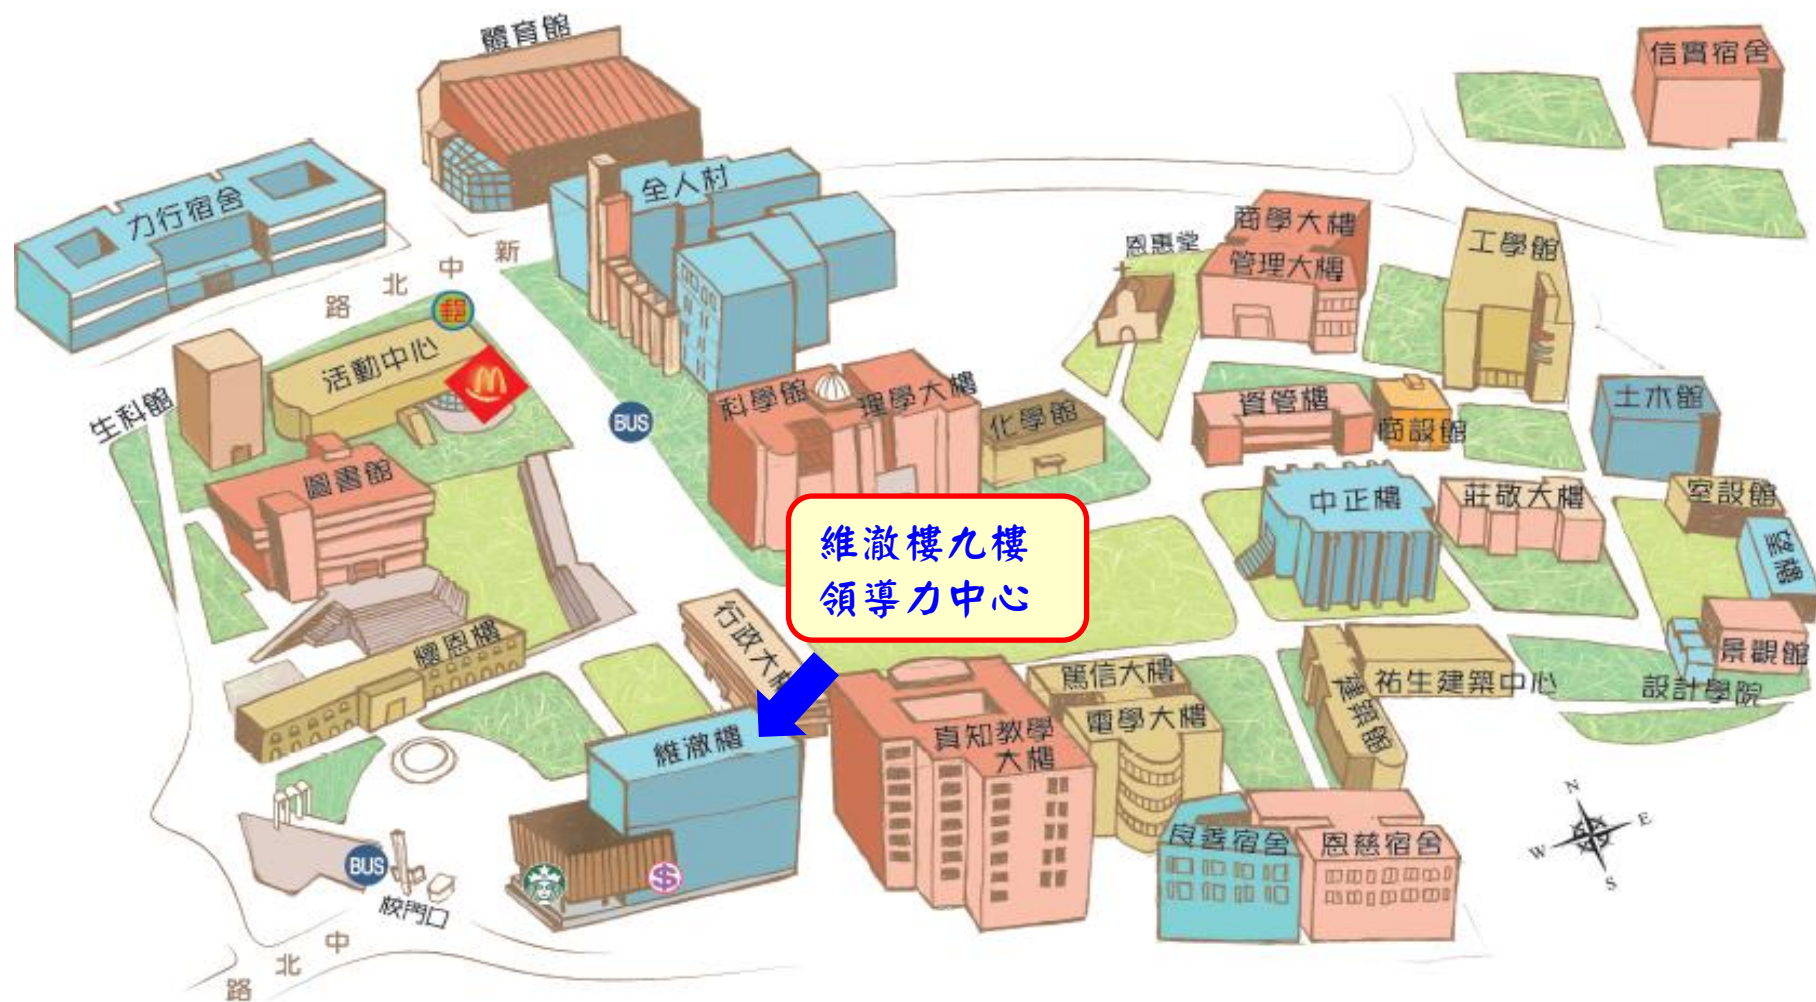 體育館
信實宿舍
力行宿舍
全人村
新
中
北
路
郵
商學大樓
管理大樓
恩惠堂
工學館
活動中心
生科館
BUS
科學館
理學大樓
化學館
資管樓
商設館
土木館
圖書館
中正樓
莊敬大樓
室設館
維澈樓九樓
領導力中心
望樓
行政大樓
懷恩樓
景觀館
設計學院
篤信大樓
電學大樓
建築館
祐生建築中心
維澈樓
真知教學
大樓
N
E
W
S
良善宿舍
恩慈宿舍
BUS
$
校門口
中
北
路